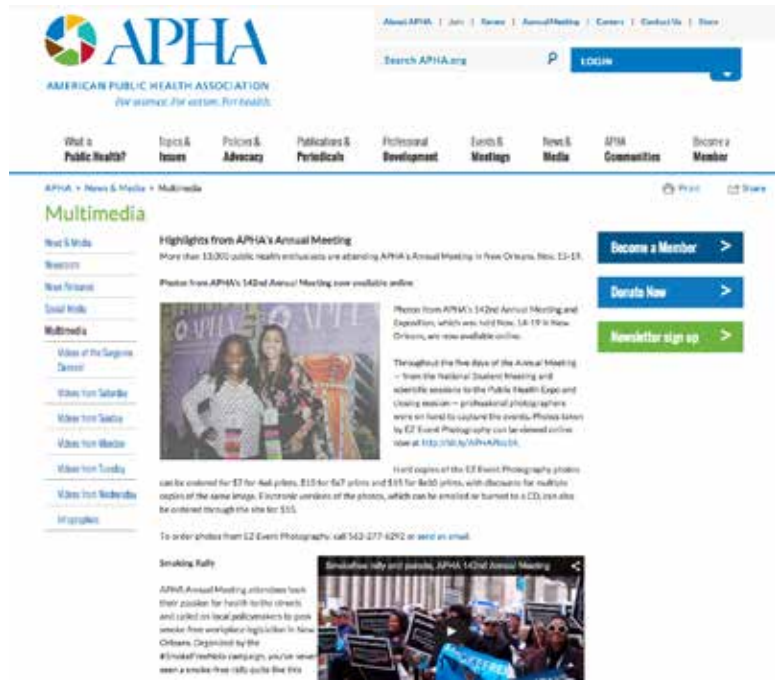 About APHA | Join | Renew | Annual Meeting | Careers | Contact Us | Store
APHA
Search APHA.org
LOGIN
AMERICAN PUBLIC HEALTH ASSOCIATION
For science. For action. For health.
What is Public Health?
Topics & Issues
Policies & Advocacy
Publications & Periodicals
Professional Development
Events & Meetings
News & Media
APHA Communities
Become a Member
APHA > News & Media > Multimedia
Print
Share
Multimedia
News & Media
Newsroom
News Releases
Social Media
Multimedia
Videos of the Surgeons General
Videos from Saturday
Videos from Sunday
Videos from Monday
Videos from Tuesday
Videos from Wednesday
Infographics
Highlights from APHA's Annual Meeting
More than 13,000 public health enthusiasts are attending APHA's Annual Meeting in New Orleans, Nov. 15-19.
Photos from APHA's 142nd Annual Meeting now available online
Photos from APHA's 142nd Annual Meeting and
Exposition, which was held Nov. 14-19 in New
Orleans, are now available online.
Throughout the five days of the Annual Meeting
— from the National Student Meeting and
scientific sessions to the Public Health Expo and
closing session — professional photographers
were on hand to capture the events. Photos taken
by EZ Event Photography can be viewed online
now at
Hard copies of the EZ Event Photography photos
can be ordered for $7 for 4x6 prints, $10 for 5x7 prints and $15 for 8x10 prints, with discounts for multiple
copies of the same image. Electronic versions of the photos, which can be emailed or burned to a CD, can also
be ordered through the site for $15.
To order photos from EZ Event Photography, call 562-277-6292 or send an email.
Smoking Rally
APHA Annual Meeting attendees took
their passion for health to the streets
and called on local policymakers to pass
smoke-free workplace legislation in New
Orleans. Organized by the
#SmokeFreeNola campaign, you've never
seen a smoke-free rally quite like this
Smokefree rally and parade, APHA 142nd Annual Meeting
Become a Member >
Donate Now >
Newsletter sign up >